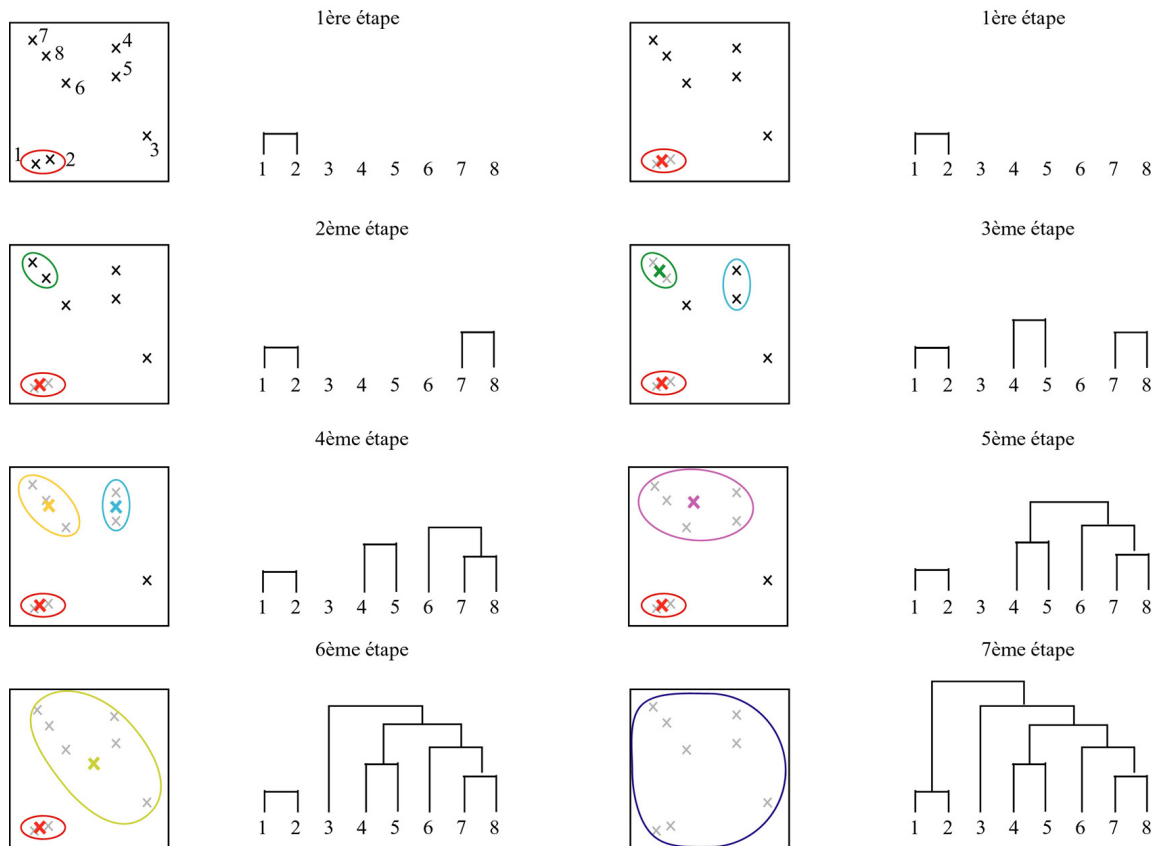 1ère étape
7
8
4
5
6
3
1
2
1 2 3 4 5 6 7 8
1ère étape
1 2 3 4 5 6 7 8
2ème étape
1 2 3 4 5 6 7 8
3ème étape
1 2 3 4 5 6 7 8
4ème étape
1 2 3 4 5 6 7 8
5ème étape
1 2 3 4 5 6 7 8
6ème étape
1 2 3 4 5 6 7 8
7ème étape
1 2 3 4 5 6 7 8